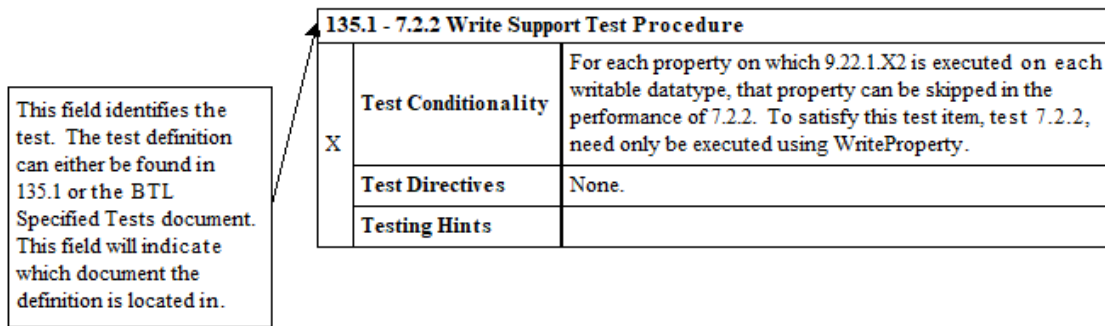 135.1 - 7.2.2 Write Support Test Procedure
X
Test Conditionality
For each property on which 9.22.1.X2 is executed on each
writable datatype, that property can be skipped in the
performance of 7.2.2. To satisfy this test item, test 7.2.2,
need only be executed using WriteProperty.
Test Directives
None.
Testing Hints
This field identifies the
test. The test definition
can either be found in
135.1 or the BTL
Specified Tests document.
This field will indicate
which document the
definition is located in.